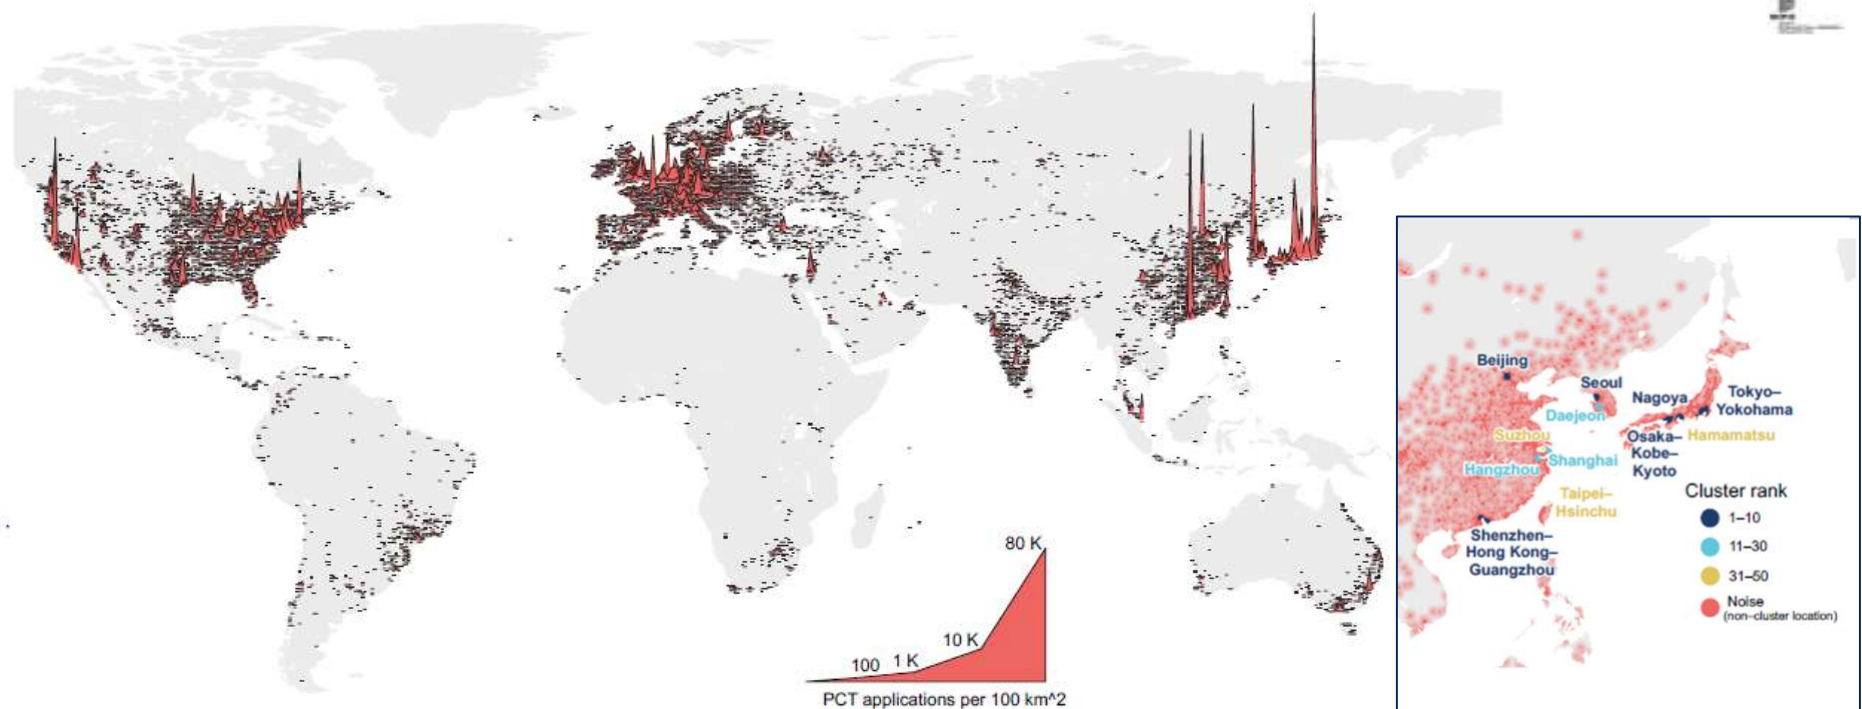 80 K
10 K
100
1 K
PCT applications per 100 km^2
Beijing
Seoul
Daejeon
Nagoya
Tokyo–
Yokohama
Suzhou
Osaka–
Kobe–
Kyoto
Hamamatsu
Hangzhou
Shanghai
Taipei–
Hsinchu
Shenzhen–
Hong Kong–
Guangzhou
Cluster rank
1–10
11–30
31–50
Noise
(non–cluster location)